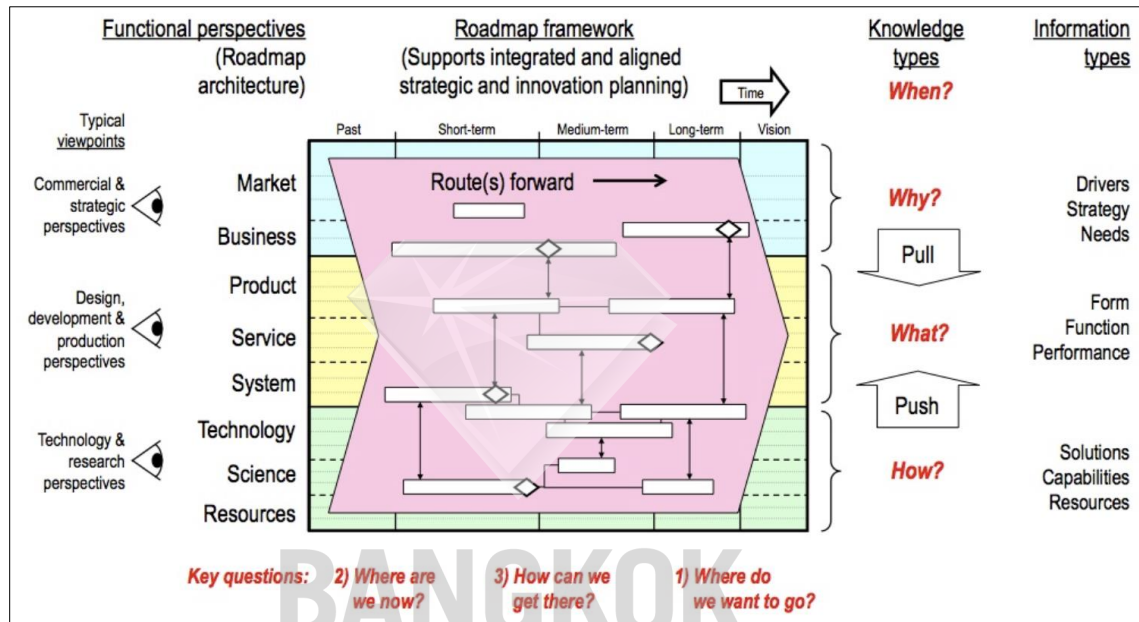 Functional perspectives
(Roadmap
architecture)
Roadmap framework
(Supports integrated and aligned
strategic and innovation planning)
Time
Knowledge
types
When?
Information
types
Typical
viewpoints
Past
Short-term
Medium-term
Long-term
Vision
Commercial &
strategic
perspectives
Market
Business
Route(s) forward
Why?
Drivers
Strategy
Needs
Pull
Design,
development &
production
perspectives
Product
Service
System
What?
Form
Function
Performance
Push
Technology &
research
perspectives
Technology
Science
Resources
How?
Solutions
Capabilities
Resources
Key questions:
2) Where are
we now?
3) How can we
get there?
1) Where do
we want to go?
BANGKOK